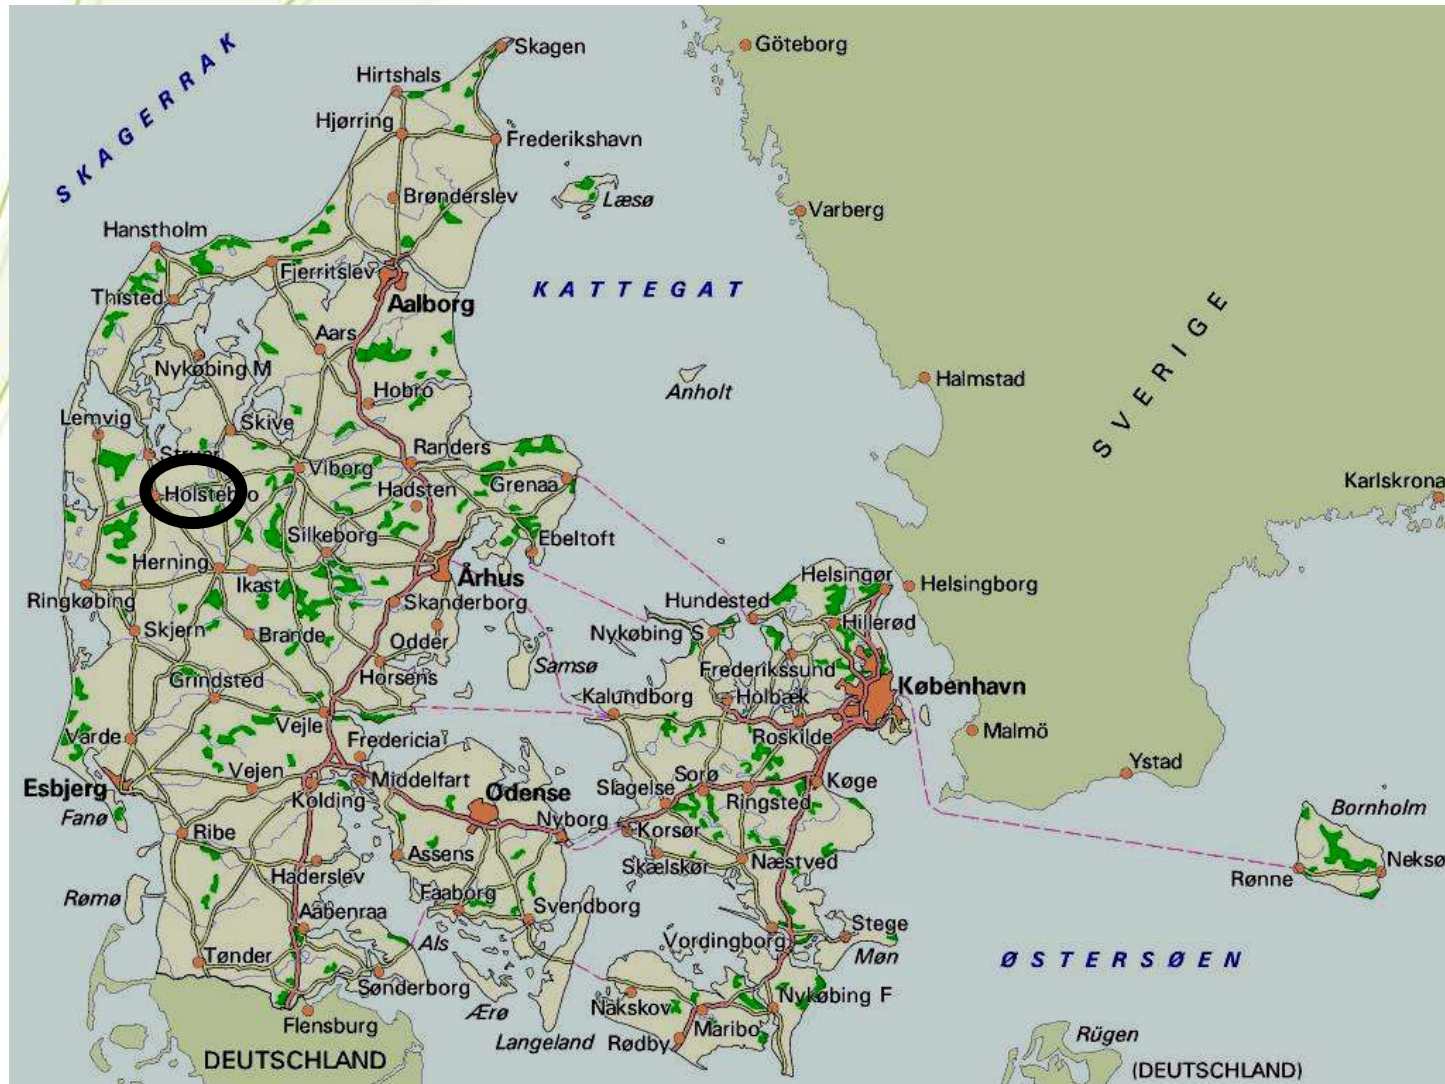 Skagen
Göteborg
SKAGERRAK
Hirtshals
Hjørring
Frederikshavn
Brønderslev
Læsø
Varberg
Hanstholm
Fjerritslev
KATTEGAT
Thisted
Aalborg
SVERIGE
Aars
Nykøbing M
Anholt
Halmstad
Hobro
Lemvig
Skive
Struer
Randers
Viborg
Holstebro
Hadsten
Grenaa
Karlskrona
Silkeborg
Ebeltoft
Herning
Ikast
Århus
Helsingør
Helsingborg
Ringkøbing
Skanderborg
Hundested
Skjern
Brande
Odder
Nykøbing S
Hillerød
Samsø
Frederikssund
Horsens
Grindsted
Kalundborg
Holbæk
København
Vejle
Roskilde
Malmö
Varde
Fredericia
Ystad
Vejen
Middelfart
Sorø
Køge
Esbjerg
Kolding
Odense
Slagelse
Ringsted
Bornholm
Fanø
Nyborg
Korsør
Ribe
Assens
Skælskør
Næstved
Neksø
Haderslev
Rønne
Rømø
Faaborg
Svendborg
Aabenraa
Stege
Als
Vordingborg
Møn
Tønder
ØSTERSØEN
Sønderborg
Ærø
Nakskov
Nykøbing F
Flensburg
Maribo
Langeland
Rødby
Rügen
DEUTSCHLAND
(DEUTSCHLAND)